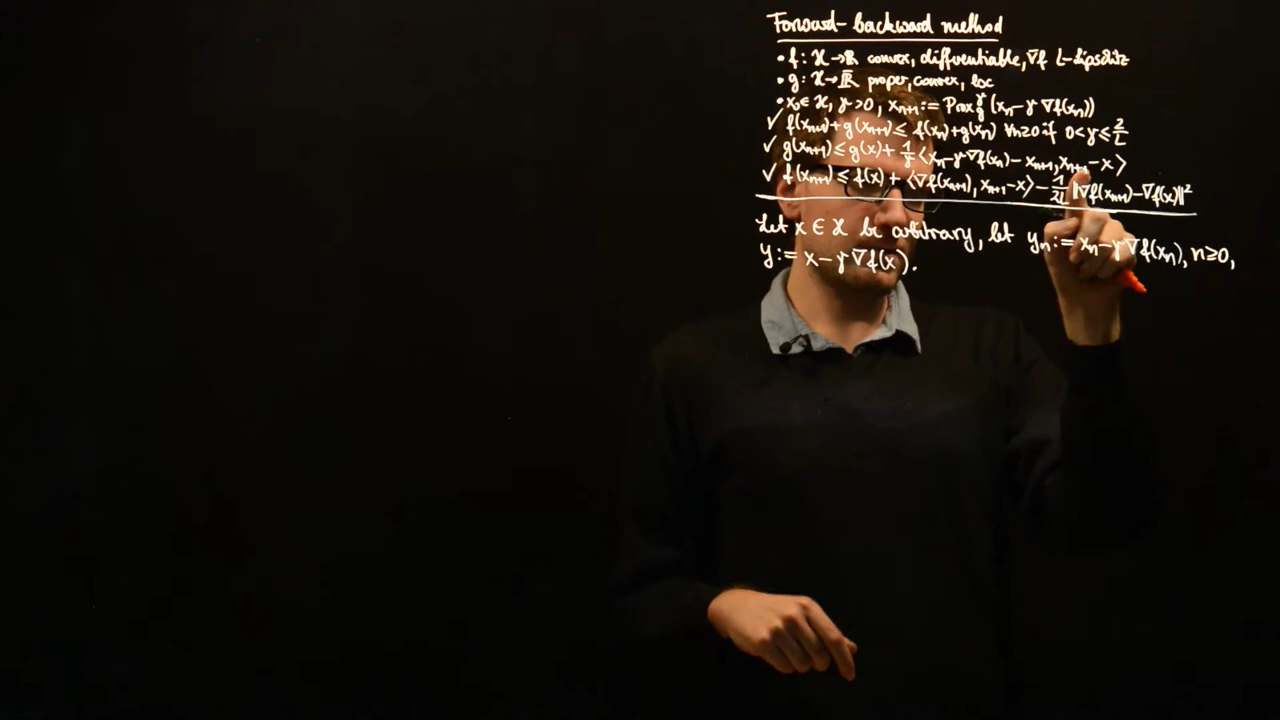 Forward-backward method
• f: ℋ→ℝ convex, differentiable, ∇f L-Lipschitz
• g: ℋ→ℝ̄ proper, convex, lsc
• x₀∈ ℋ, γ>0, xₙ₊₁ := Prox_g^γ (xₙ-γ ∇f(xₙ))
✓ f(xₙ₊₁)+g(xₙ₊₁) ≤ f(xₙ)+g(xₙ) ∀n≥0 if 0<γ≤2/L
✓ g(xₙ₊₁) ≤ g(x) + 1/γ ⟨xₙ-γ∇f(xₙ)-xₙ₊₁, xₙ₊₁-x⟩
✓ f(xₙ₊₁) ≤ f(x) + ⟨∇f(xₙ₊₁), xₙ₊₁-x⟩ - 1/2L ‖∇f(xₙ₊₁)-∇f(x)‖²
Let x ∈ ℋ be arbitrary, let yₙ := xₙ-γ∇f(xₙ), n≥0,
y := x-γ∇f(x).